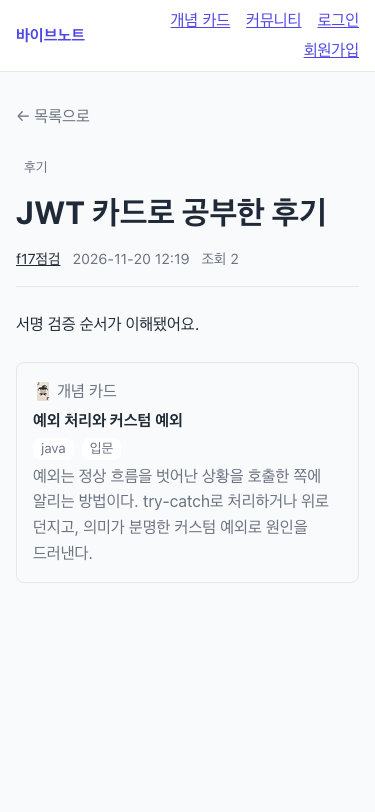 바이브노트
개념 카드 커뮤니티 로그인
회원가입
← 목록으로
후기
JWT 카드로 공부한 후기
f17점검 2026-11-20 12:19 조회 2
서명 검증 순서가 이해됐어요.
🃏 개념 카드
예외 처리와 커스텀 예외
java 입문
예외는 정상 흐름을 벗어난 상황을 호출한 쪽에
알리는 방법이다. try-catch로 처리하거나 위로
던지고, 의미가 분명한 커스텀 예외로 원인을
드러낸다.